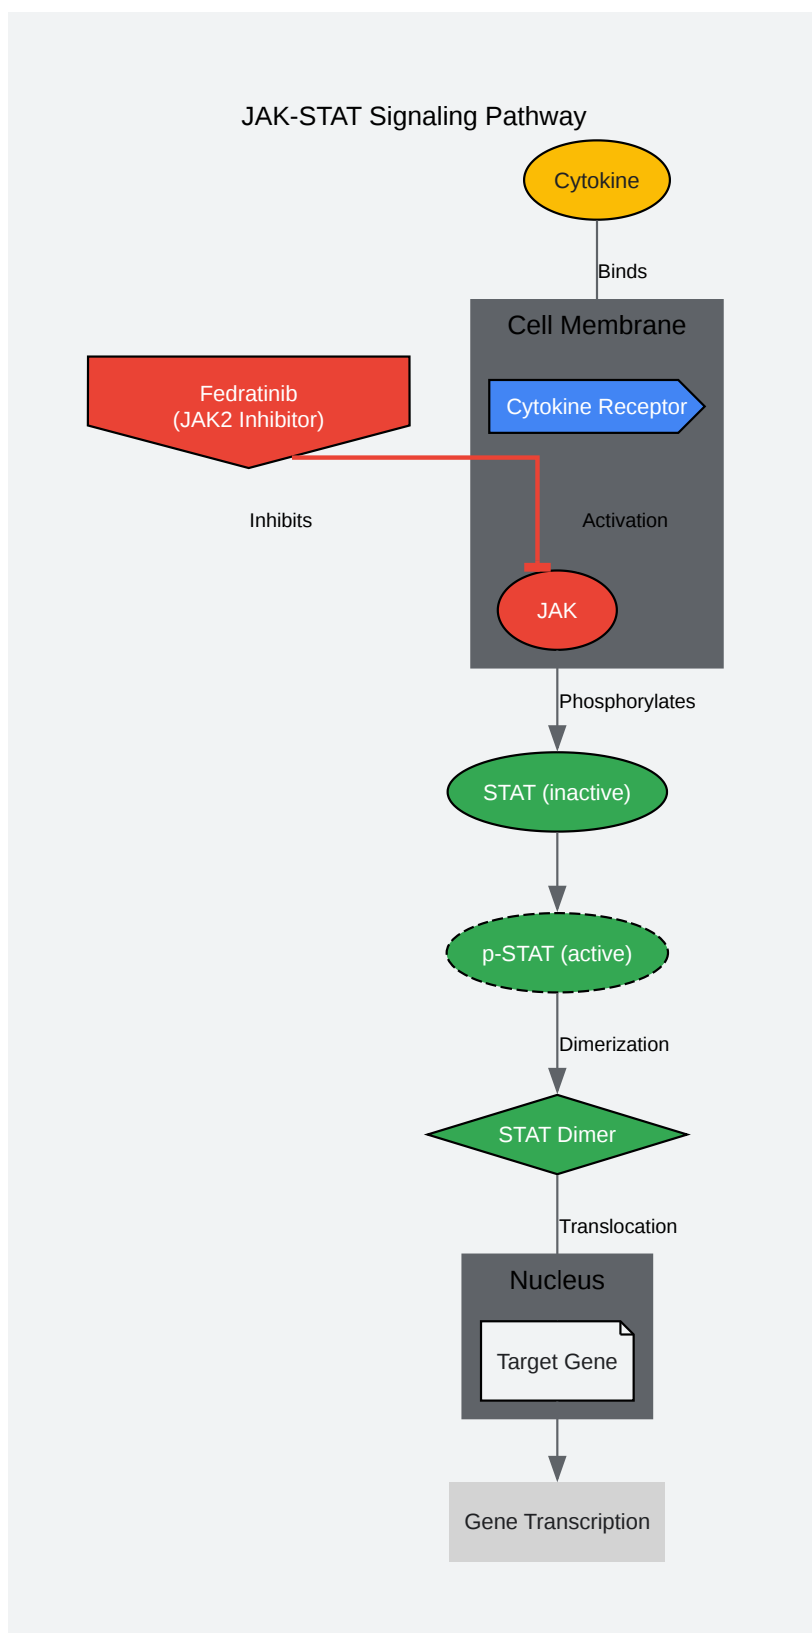 JAK-STAT Signaling Pathway
Cytokine
Binds
Cell Membrane
Fedratinib
(JAK2 Inhibitor)
Cytokine Receptor
Inhibits
Activation
JAK
Phosphorylates
STAT (inactive)
p-STAT (active)
Dimerization
STAT Dimer
Translocation
Nucleus
Target Gene
Gene Transcription